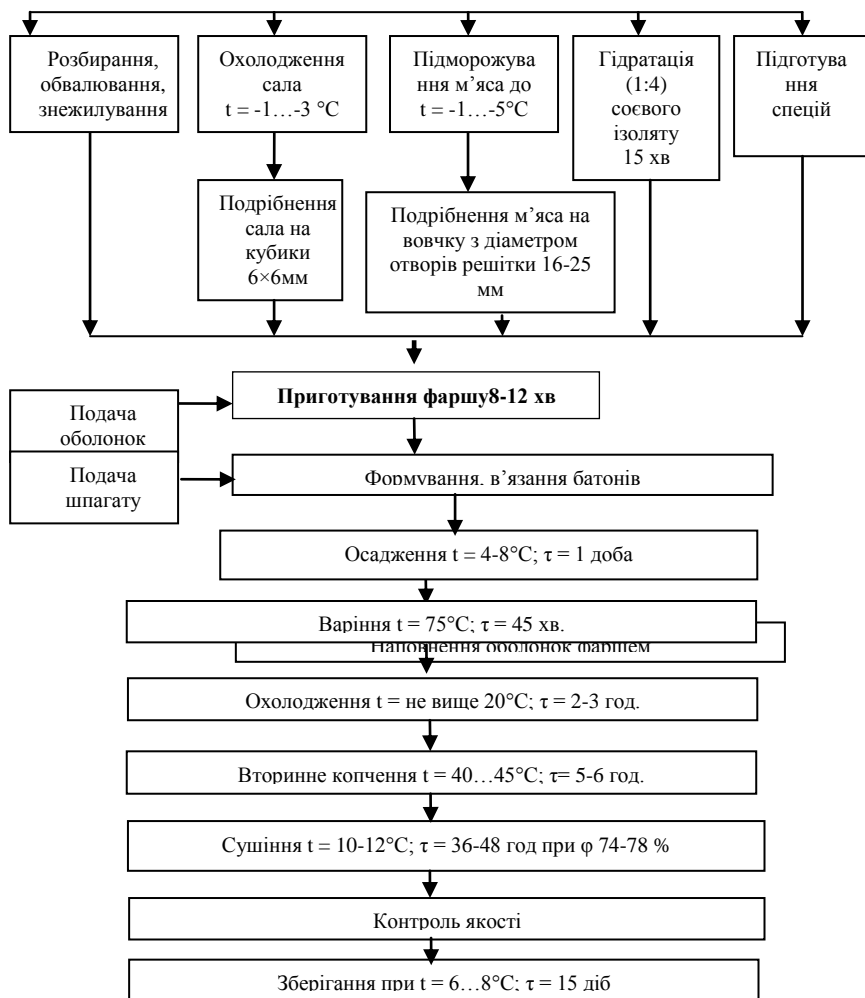 Розбирання,
обвалювання,
знежилування
Охолодження
сала
t = -1…-3 °C
Підморожува
ння м’яса до
t = -1…-5°C
Гідратація
(1:4)
соєвого
ізоляту
15 хв
Підготува
ння
спецій
Подрібнення
сала на
кубики
6×6мм
Подрібнення м’яса на
вовчку з діаметром
отворів решітки 16-25
мм
Приготування фаршу8-12 хв
Подача
оболонок
Подача
шпагату
Формування, в’язання батонів
Осадження t = 4-8°C; τ = 1 доба
Варіння t = 75°C; τ = 45 хв.
Наповнення оболонок фаршем
Охолодження t = не вище 20°C; τ = 2-3 год.
Вторинне копчення t = 40…45°C; τ= 5-6 год.
Сушіння t = 10-12°C; τ = 36-48 год при φ 74-78 %
Контроль якості
Зберігання при t = 6…8°C; τ = 15 діб